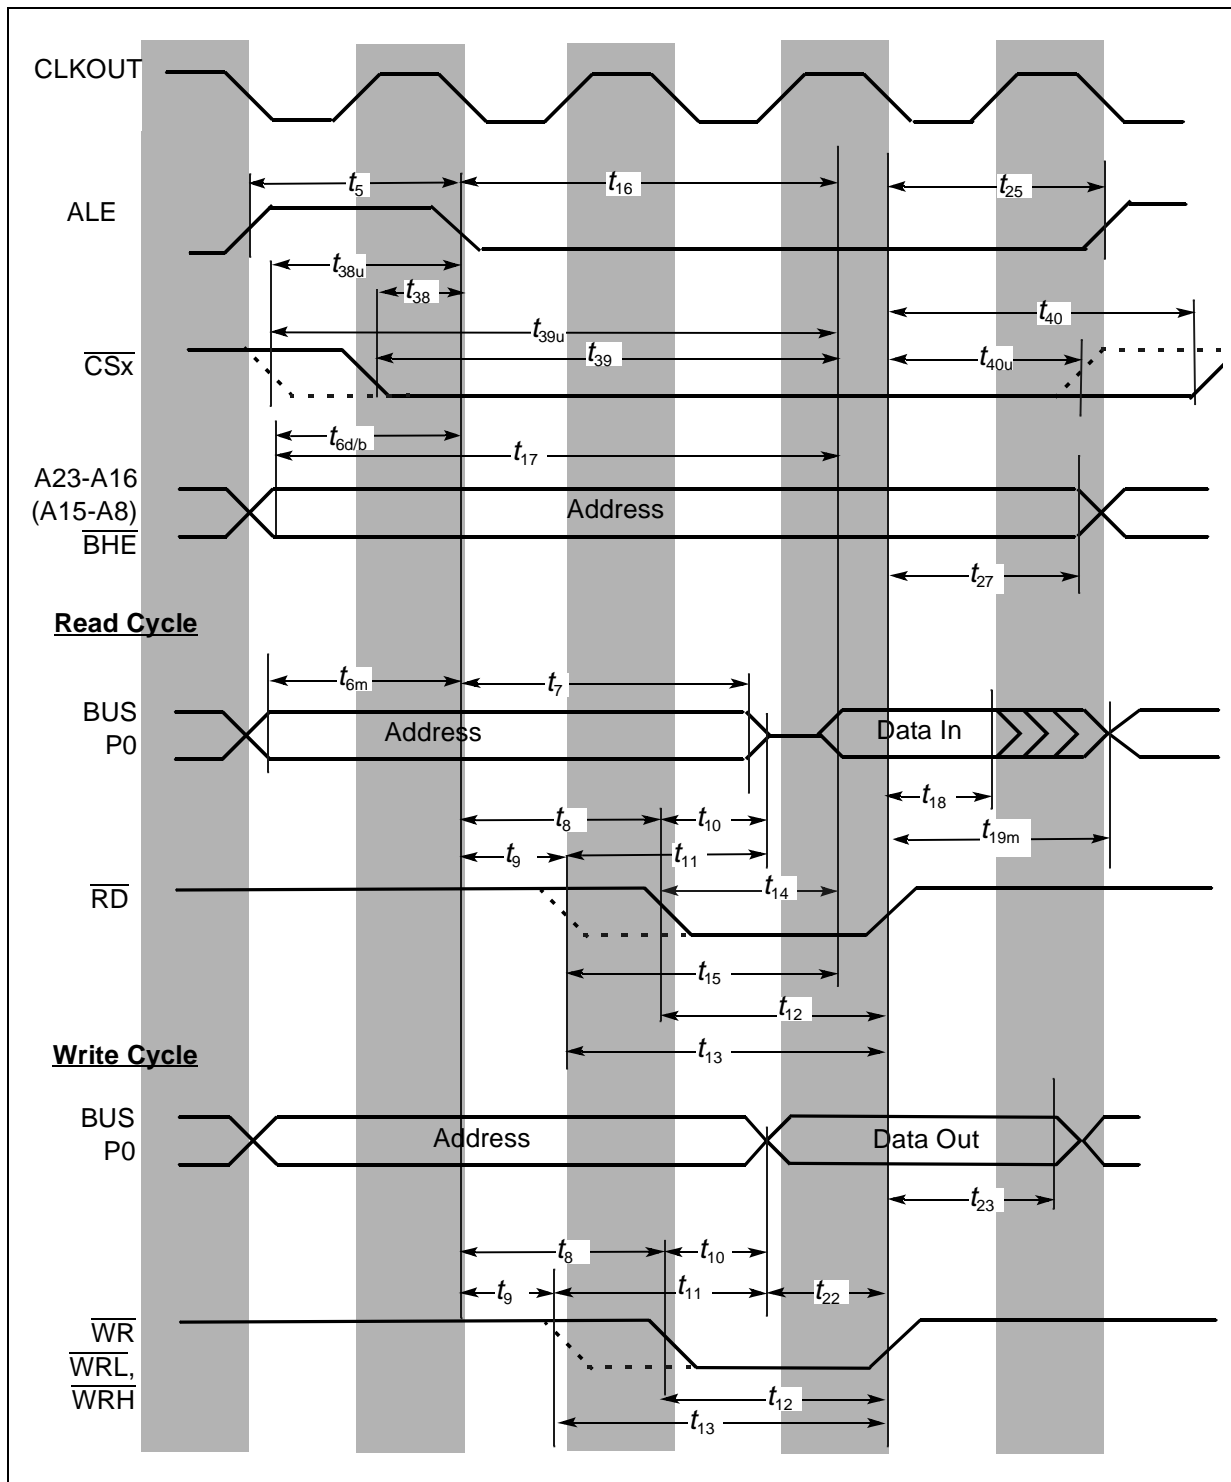 CLKOUT
t5 t16 t25
ALE
t38u
t38
t40
t39u
CSx t39 t40u
t6d/b
t17
A23-A16
(A15-A8) Address
BHE
t27
Read Cycle
t6m t7
BUS Address Data In
P0
t18
t8 t10 t19m
t9 t11
RD t14
t15
t12
Write Cycle t13
BUS
P0 Address Data Out
t23
t8 t10
t9 t11 t22
WR
WRL,
WRH t12
t13